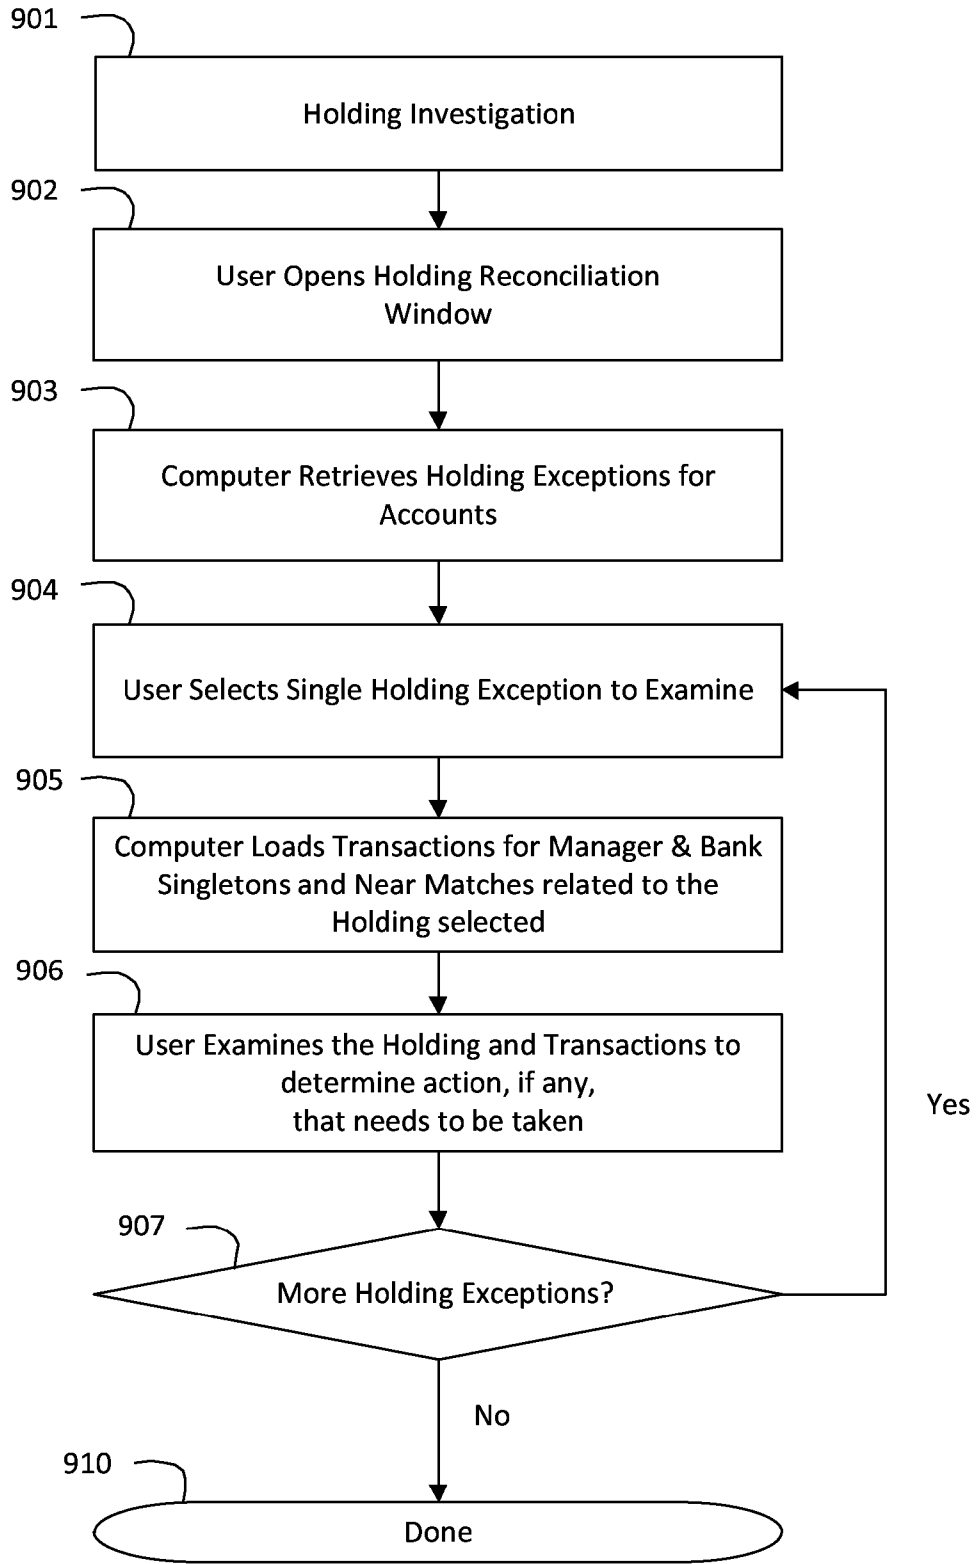 901
Holding Investigation
902
User Opens Holding Reconciliation
Window
903
Computer Retrieves Holding Exceptions for
Accounts
904
User Selects Single Holding Exception to Examine
905
Computer Loads Transactions for Manager & Bank
Singletons and Near Matches related to the
Holding selected
906
User Examines the Holding and Transactions to
determine action, if any,
that needs to be taken
Yes
907
More Holding Exceptions?
No
910
Done